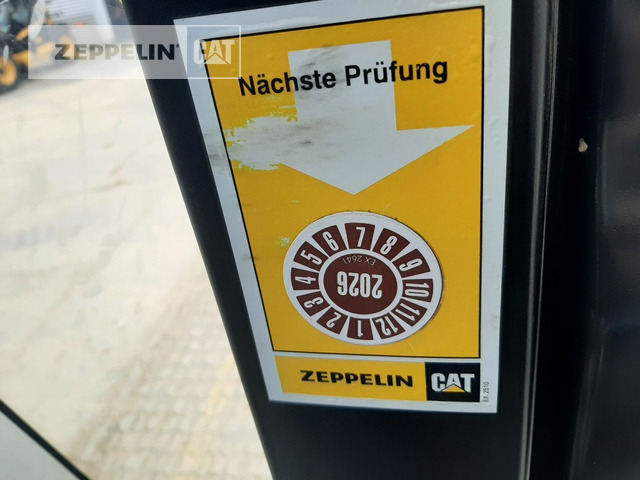 ZEPPELIN CAT
Nächste Prüfung
1 2 3 4 5 6 7 8 9 10 11 12
EX 2641
2026
ZEPPELIN CAT